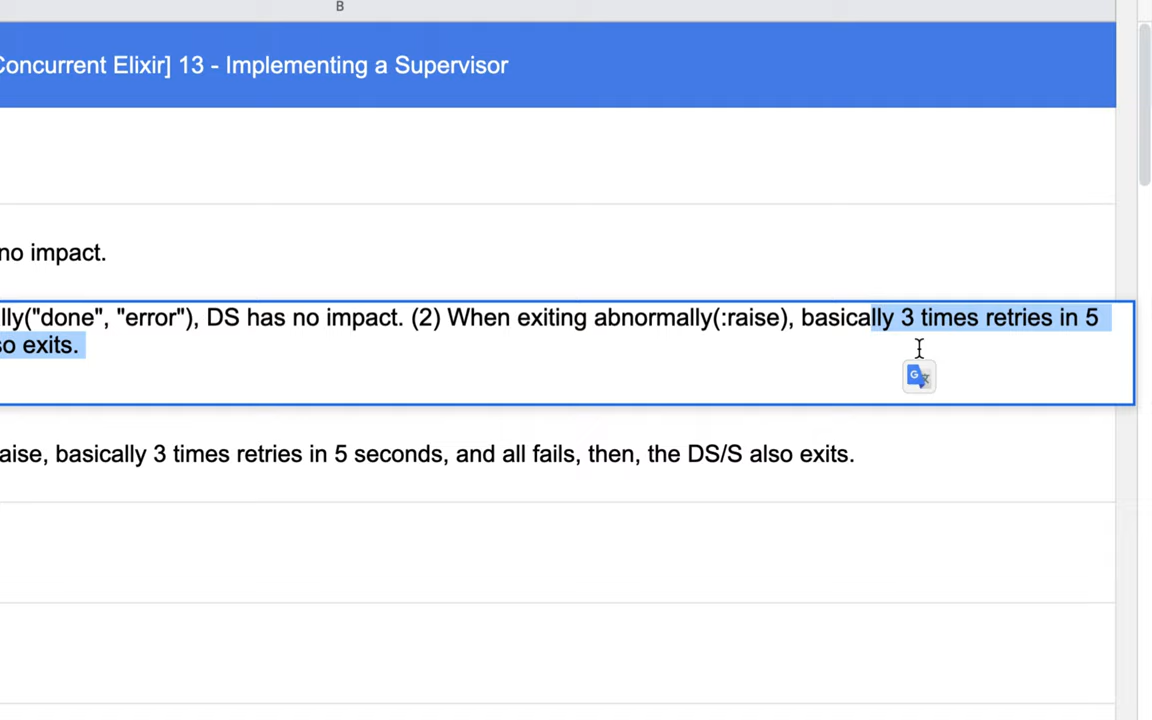 B
Concurrent Elixir] 13 - Implementing a Supervisor
no impact.
lly("done", "error"), DS has no impact. (2) When exiting abnormally(:raise), basically 3 times retries in 5
so exits.
aise, basically 3 times retries in 5 seconds, and all fails, then, the DS/S also exits.